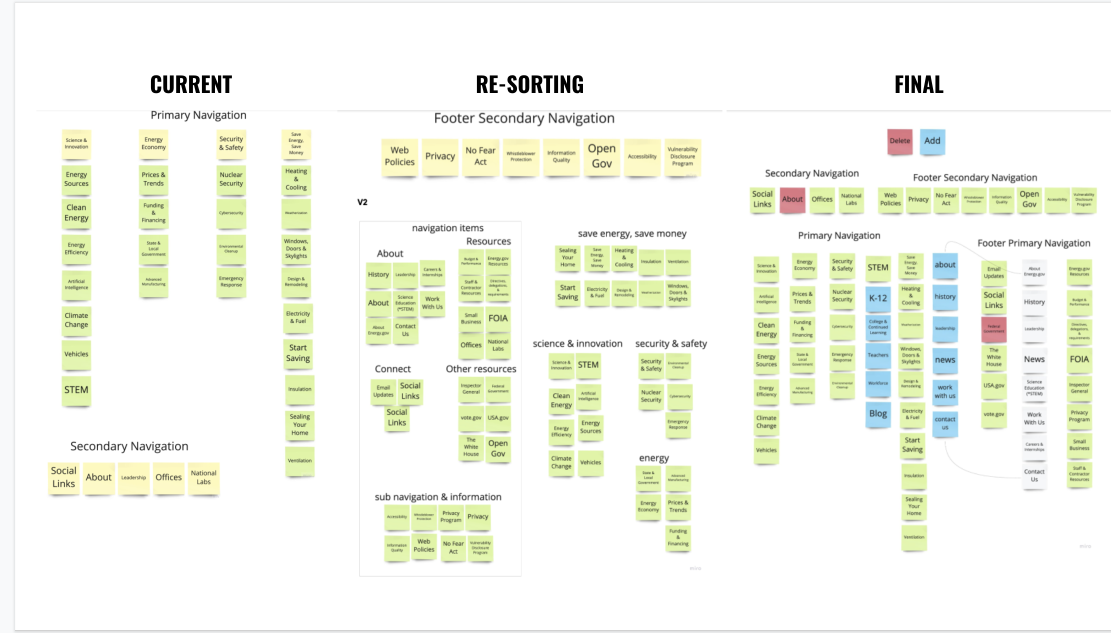 CURRENT
Primary Navigation
Science &
Innovation
Energy
Sources
Clean
Energy
Energy
Efficiency
Artificial
Intelligence
Climate
Change
Vehicles
STEM
Energy
Economy
Prices &
Trends
Funding
&
Financing
State &
Local
Government
Advanced
Manufacturing
Security
& Safety
Nuclear
Security
Cybersecurity
Environmental
Cleanup
Emergency
Response
Save
Energy,
Save
Money
Heating
&
Cooling
Weatherization
Windows,
Doors &
Skylights
Design &
Remodeling
Electricity
& Fuel
Start
Saving
Insulation
Sealing
Your
Home
Ventilation
Secondary Navigation
Social
Links
About
Leadership
Offices
National
Labs
RE-SORTING
Footer Secondary Navigation
Web
Policies
Privacy
No Fear
Act
Whistleblower
Protection
Information
Quality
Open
Gov
Accessibility
Vulnerability
Disclosure
Program
V2
navigation items
About
History
Leadership
Careers &
Internships
About
Science
Education
(*STEM)
Work
With Us
About
Energy.gov
Contact
Us
Resources
Budget &
Performance
Energy.gov
Resources
Staff &
Contractor
Resources
Directives,
Delegations,
&
Requirements
Small
Business
FOIA
Offices
National
Labs
Connect
Email
Updates
Social
Links
Social
Links
Other resources
Inspector
General
Federal
Government
vote.gov
USA.gov
The
White
House
Open
Gov
sub navigation & information
Accessibility
Whistleblower
Protection
Privacy
Program
Privacy
Information
Quality
Web
Policies
No Fear
Act
Vulnerability
Disclosure
Program
save energy, save money
Sealing
Your
Home
Save
Energy,
Save
Money
Heating
&
Cooling
Insulation
Ventilation
Start
Saving
Electricity
& Fuel
Design &
Remodeling
Weatherization
Windows,
Doors &
Skylights
science & innovation
Science &
Innovation
STEM
Clean
Energy
Artificial
Intelligence
Energy
Efficiency
Energy
Sources
Climate
Change
Vehicles
security & safety
Security
& Safety
Environmental
Cleanup
Nuclear
Security
Cybersecurity
Emergency
Response
energy
State &
Local
Government
Advanced
Manufacturing
Energy
Economy
Prices &
Trends
Funding
&
Financing
miro
FINAL
Delete
Add
Secondary Navigation
Social
Links
About
Offices
National
Labs
Footer Secondary Navigation
Web
Policies
Privacy
No Fear
Act
Whistleblower
Protection
Information
Quality
Open
Gov
Accessibility
Vulnerability
Disclosure
Program
Primary Navigation
Science &
Innovation
Artificial
Intelligence
Clean
Energy
Energy
Sources
Energy
Efficiency
Climate
Change
Vehicles
Energy
Economy
Prices &
Trends
Funding
&
Financing
State &
Local
Government
Advanced
Manufacturing
Security
& Safety
Nuclear
Security
Cybersecurity
Emergency
Response
Environmental
Cleanup
STEM
K-12
College &
Continued
Learning
Teachers
Workforce
Blog
Save
Energy,
Save
Money
Heating
&
Cooling
Weatherization
Windows,
Doors &
Skylights
Design &
Remodeling
Electricity
& Fuel
Start
Saving
Insulation
Sealing
Your
Home
Ventilation
about
history
leadership
news
work
with us
contact
us
Footer Primary Navigation
Email
Updates
Social
Links
Federal
Government
The
White
House
USA.gov
vote.gov
About
Energy.gov
History
Leadership
News
Science
Education
(*STEM)
Work
With Us
Careers &
Internships
Contact
Us
Energy.gov
Resources
Budget &
Performance
Directives,
Delegations,
&
Requirements
FOIA
Inspector
General
Privacy
Program
Small
Business
Staff &
Contractor
Resources
miro